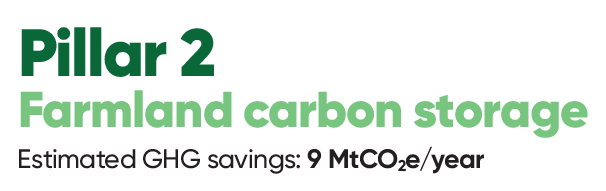 Pillar 2
Farmland carbon storage
Estimated GHG savings: 9 MtCO₂e/year